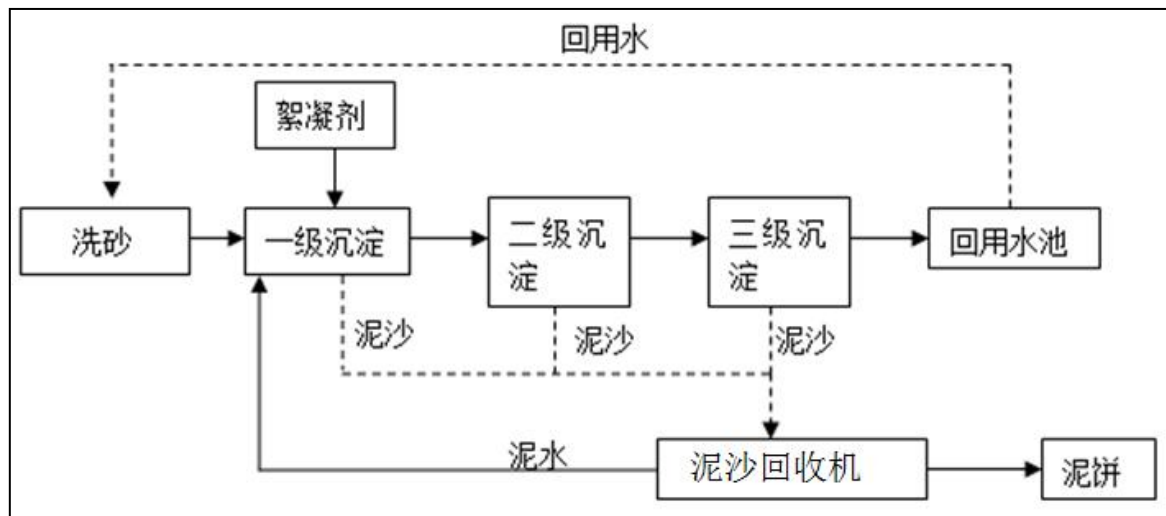 回用水
絮凝剂
洗砂
一级沉淀
二级沉
淀
三级沉
淀
回用水池
泥沙
泥沙
泥沙
泥水
泥沙回收机
泥饼